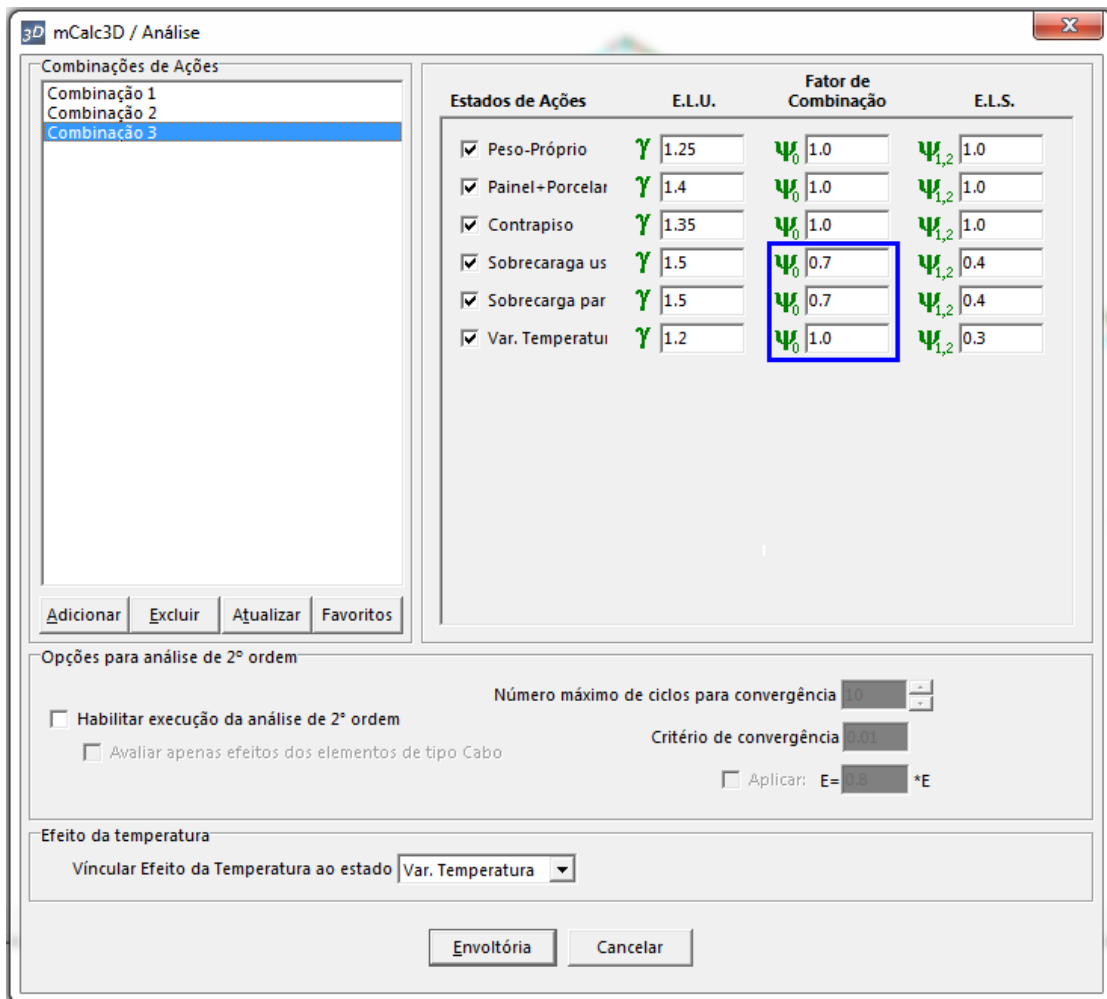 3D mCalc3D / Análise
x
Combinações de Ações
Combinação 1
Combinação 2
Combinação 3
Adicionar Excluir Atualizar Favoritos
Estados de Ações E.L.U. Fator de Combinação E.L.S.
Peso-Próprio γ 1.25 Ψ0 1.0 Ψ1,2 1.0
Painel+Porcelar γ 1.4 Ψ0 1.0 Ψ1,2 1.0
Contrapiso γ 1.35 Ψ0 1.0 Ψ1,2 1.0
Sobrecaraga us γ 1.5 Ψ0 0.7 Ψ1,2 0.4
Sobrecarga par γ 1.5 Ψ0 0.7 Ψ1,2 0.4
Var. Temperatu γ 1.2 Ψ0 1.0 Ψ1,2 0.3
Opções para análise de 2º ordem
Habilitar execução da análise de 2° ordem
Avaliar apenas efeitos dos elementos de tipo Cabo
Número máximo de ciclos para convergência 10
Critério de convergência 0.01
Aplicar: E= 0.8 *E
Efeito da temperatura
Víncular Efeito da Temperatura ao estado Var. Temperatura
Envoltória Cancelar